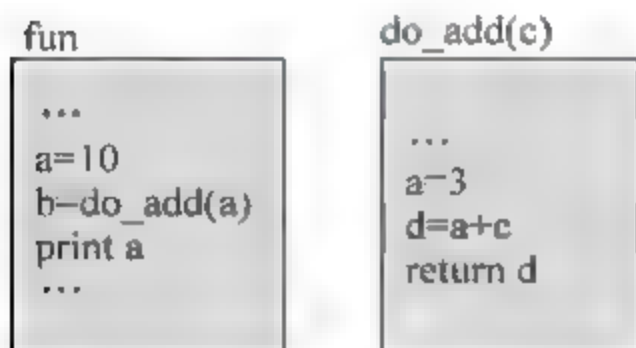 fun
...
a=10
b=do_add(a)
print a
...
do_add(c)
...
a=3
d=a+c
return d